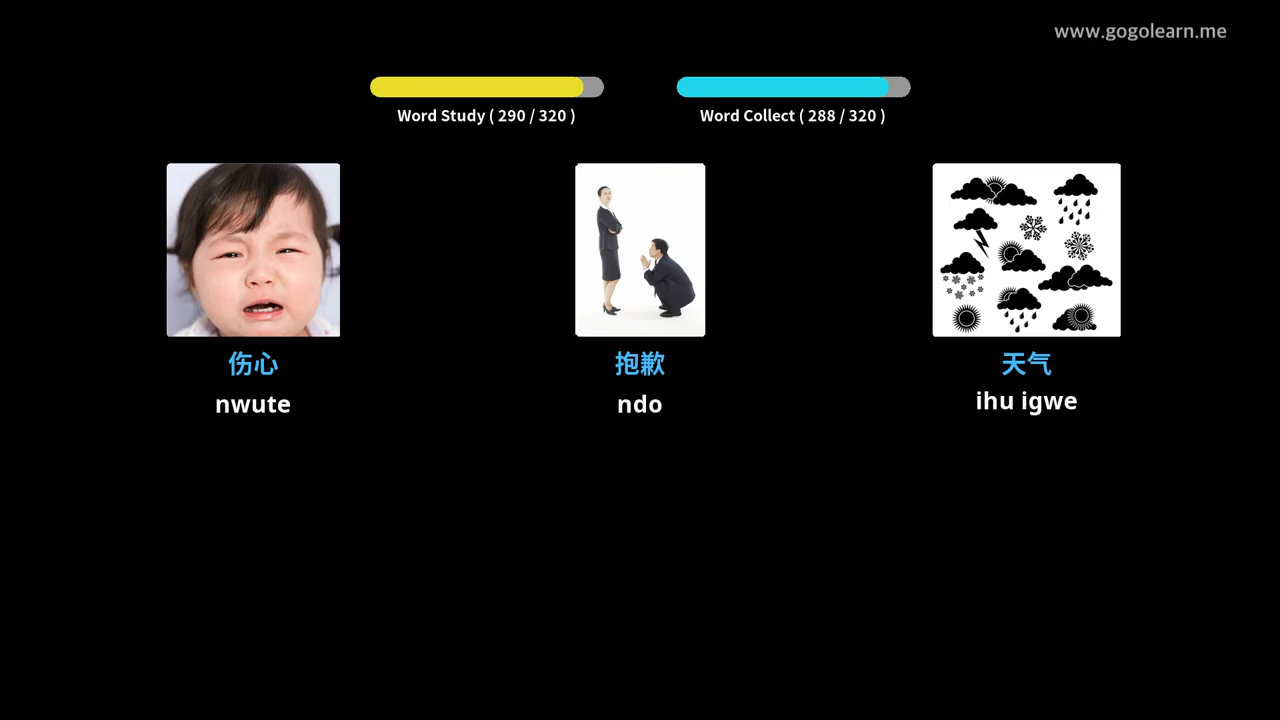 www.gogolearn.me
Word Study ( 290 / 320 )
Word Collect ( 288 / 320 )
伤心
nwute
抱歉
ndo
天气
ihu igwe